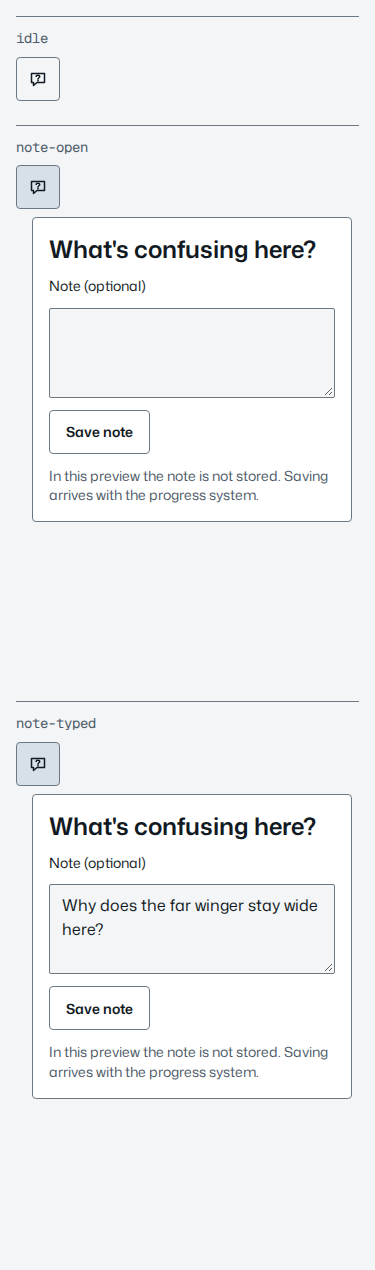 idle
note-open
What's confusing here?
Note (optional)
Save note
In this preview the note is not stored. Saving
arrives with the progress system.
note-typed
What's confusing here?
Note (optional)
Why does the far winger stay wide
here?
Save note
In this preview the note is not stored. Saving
arrives with the progress system.